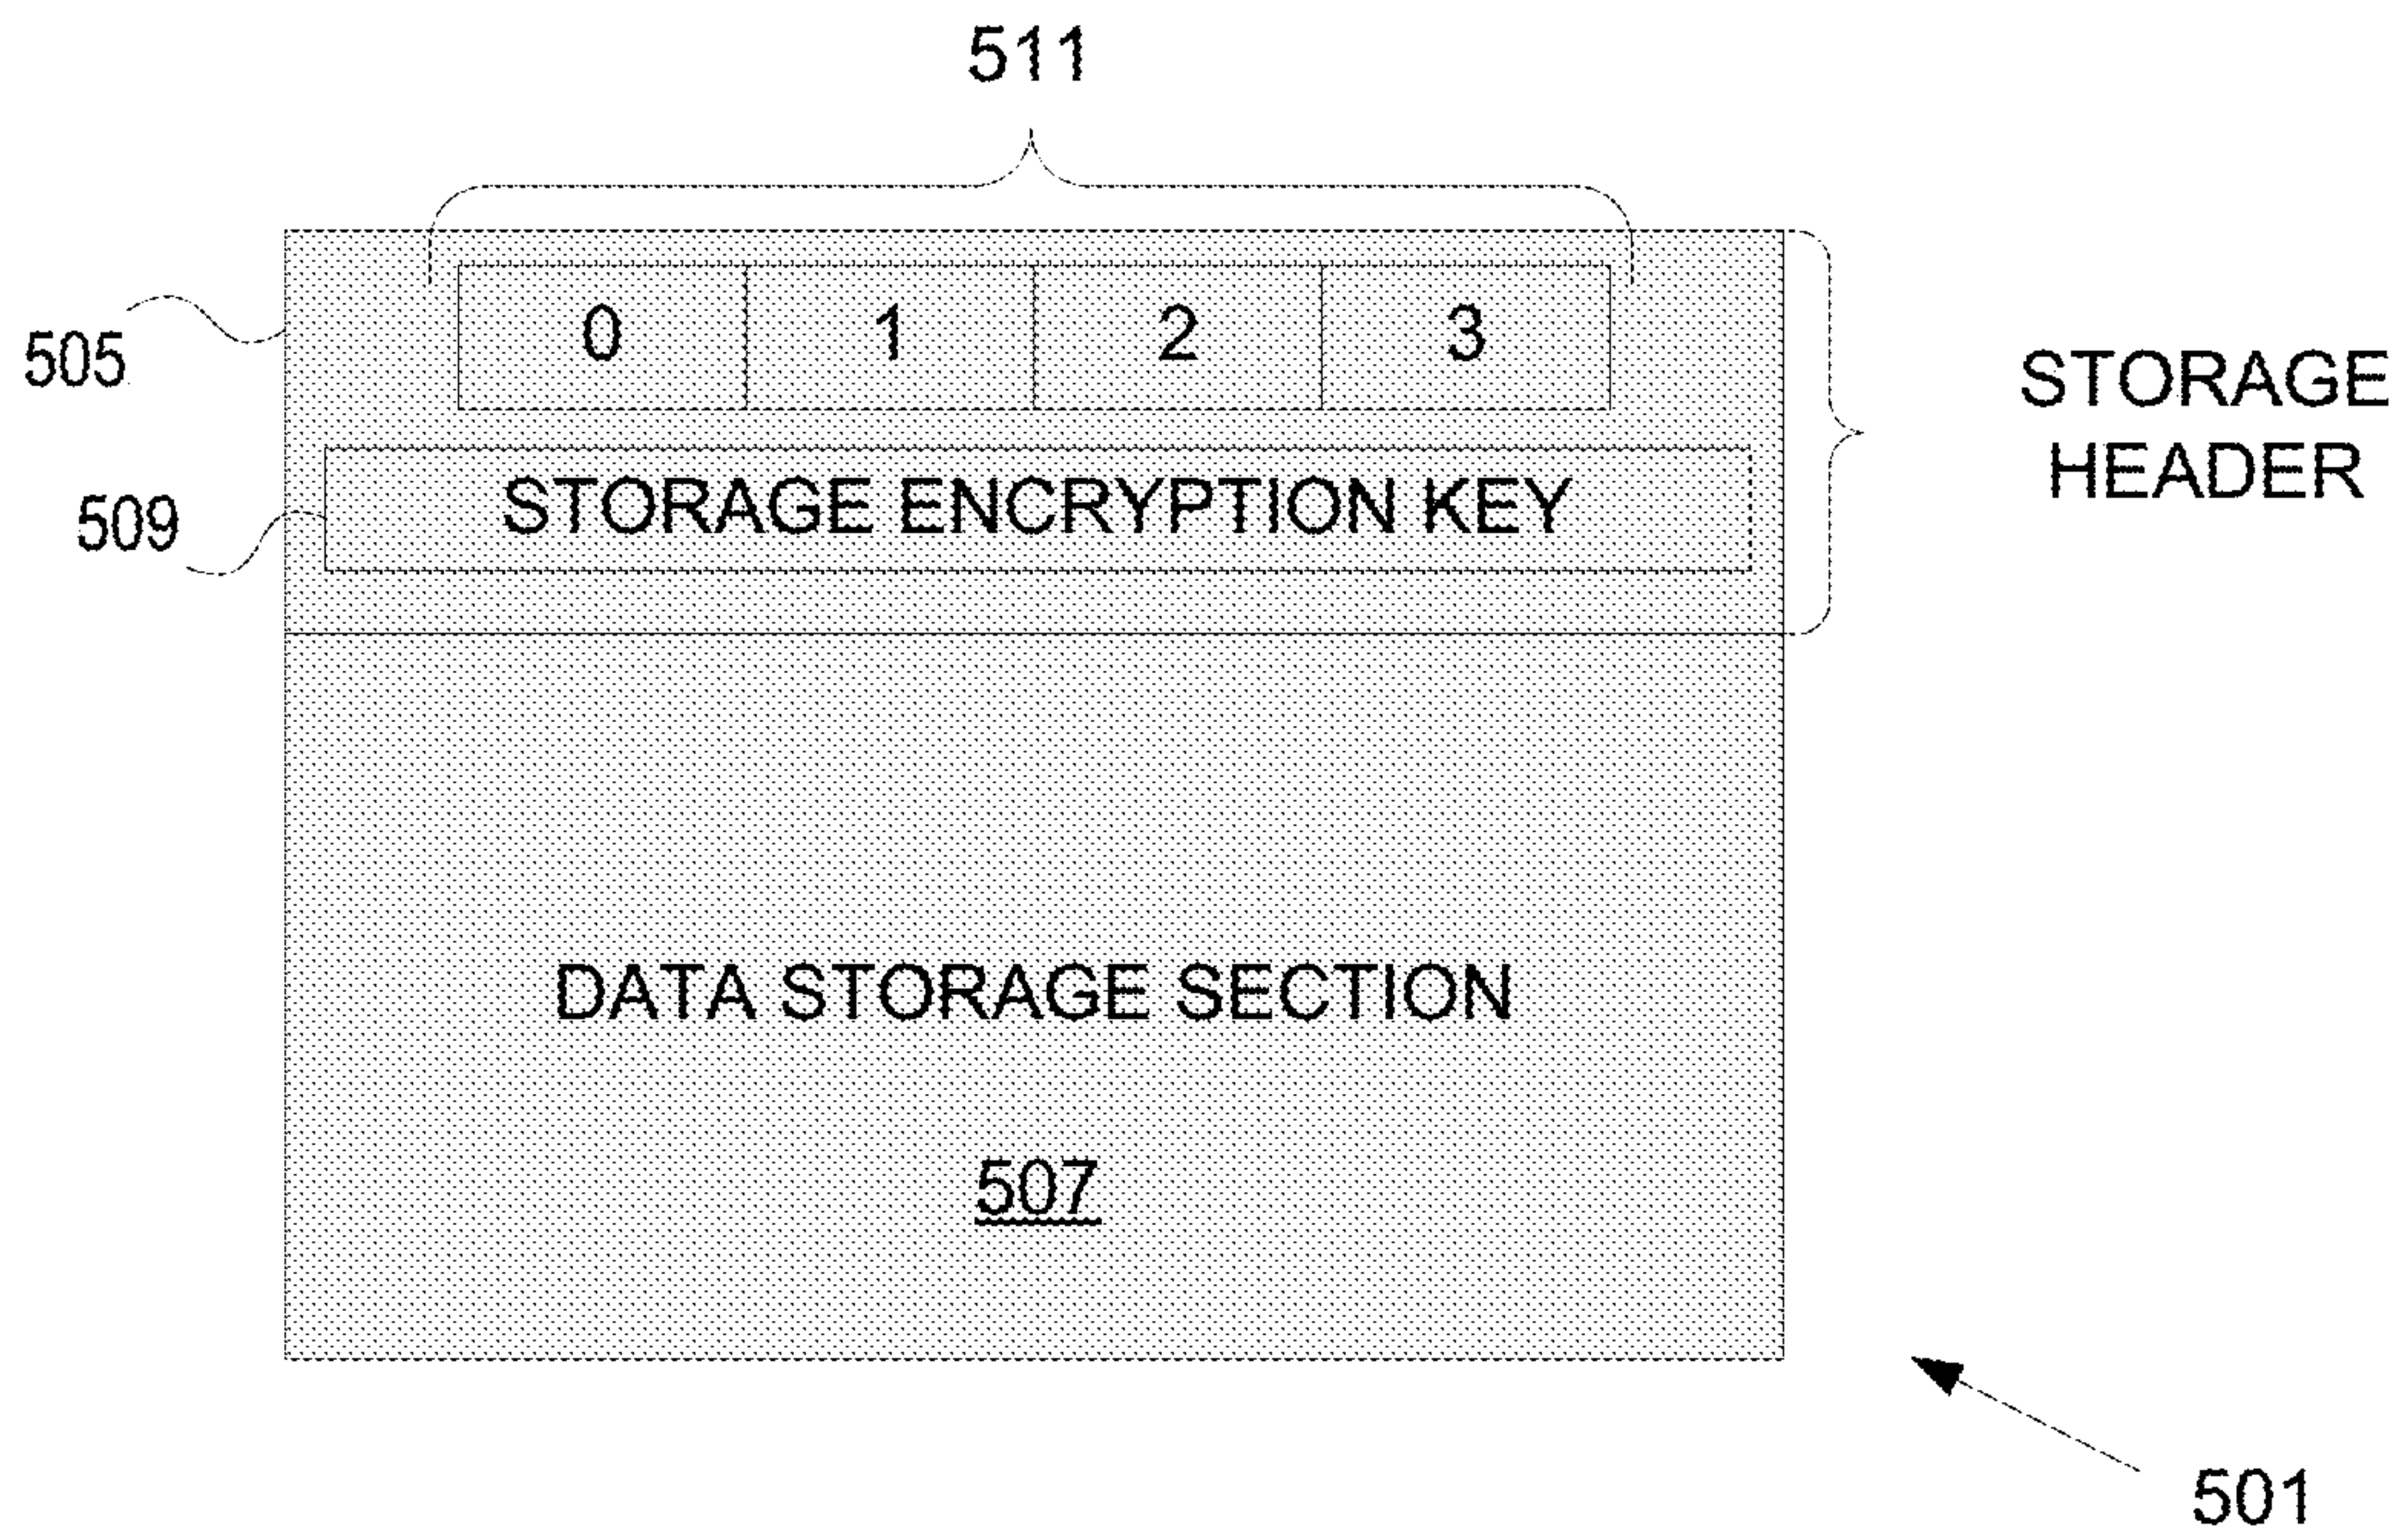 511
0 1 2 3
505
STORAGE
HEADER
STORAGE ENCRYPTION KEY
509
DATA STORAGE SECTION
507
501